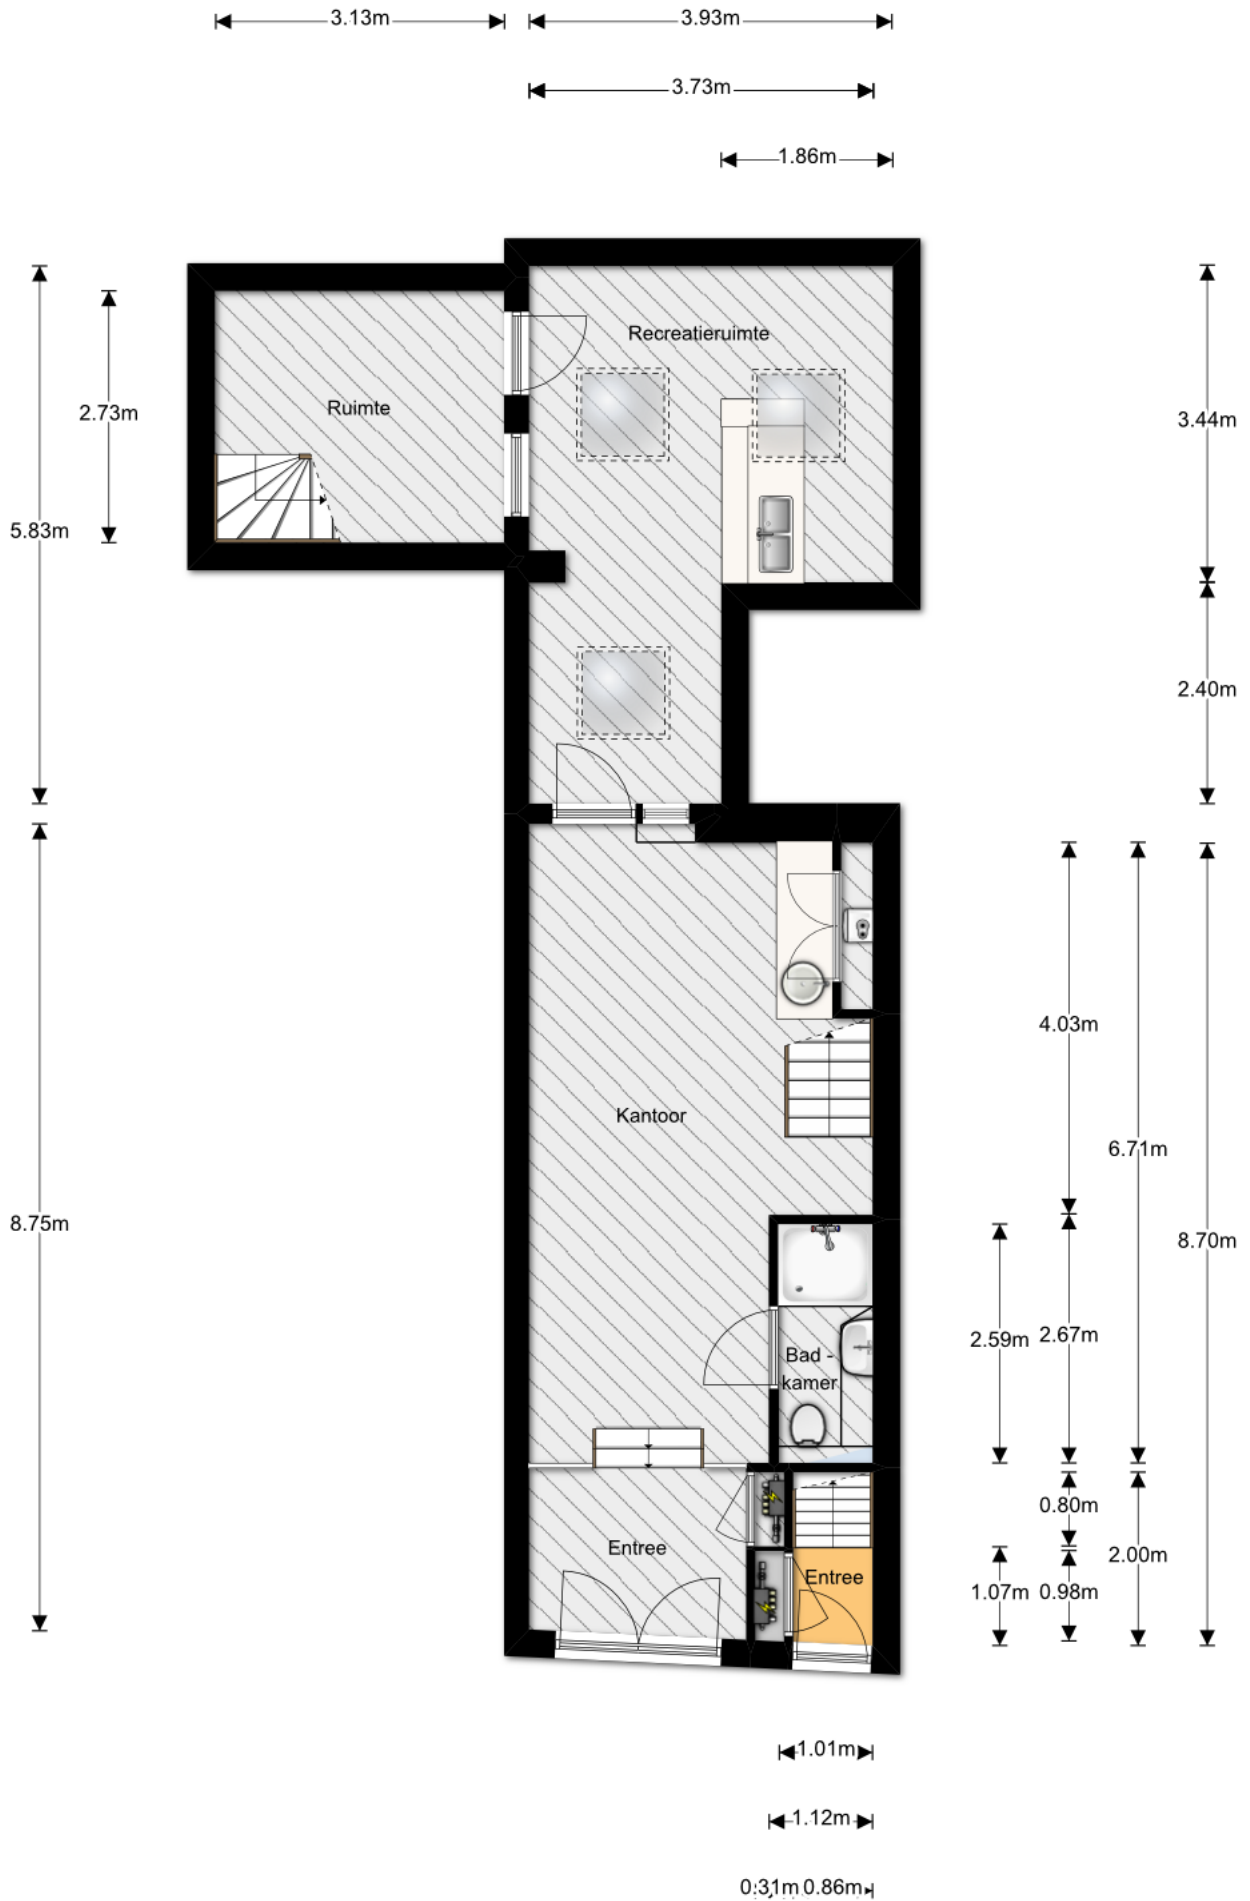 3.13m
3.93m
3.73m
1.86m
Recreatieruimte
Ruimte
2.73m
3.44m
5.83m
2.40m
4.03m
Kantoor
6.71m
8.75m
8.70m
2.59m
2.67m
Bad -
kamer
0.80m
Entree
2.00m
Entree
1.07m
0.98m
1.01m
1.12m
0.31m
0.86m